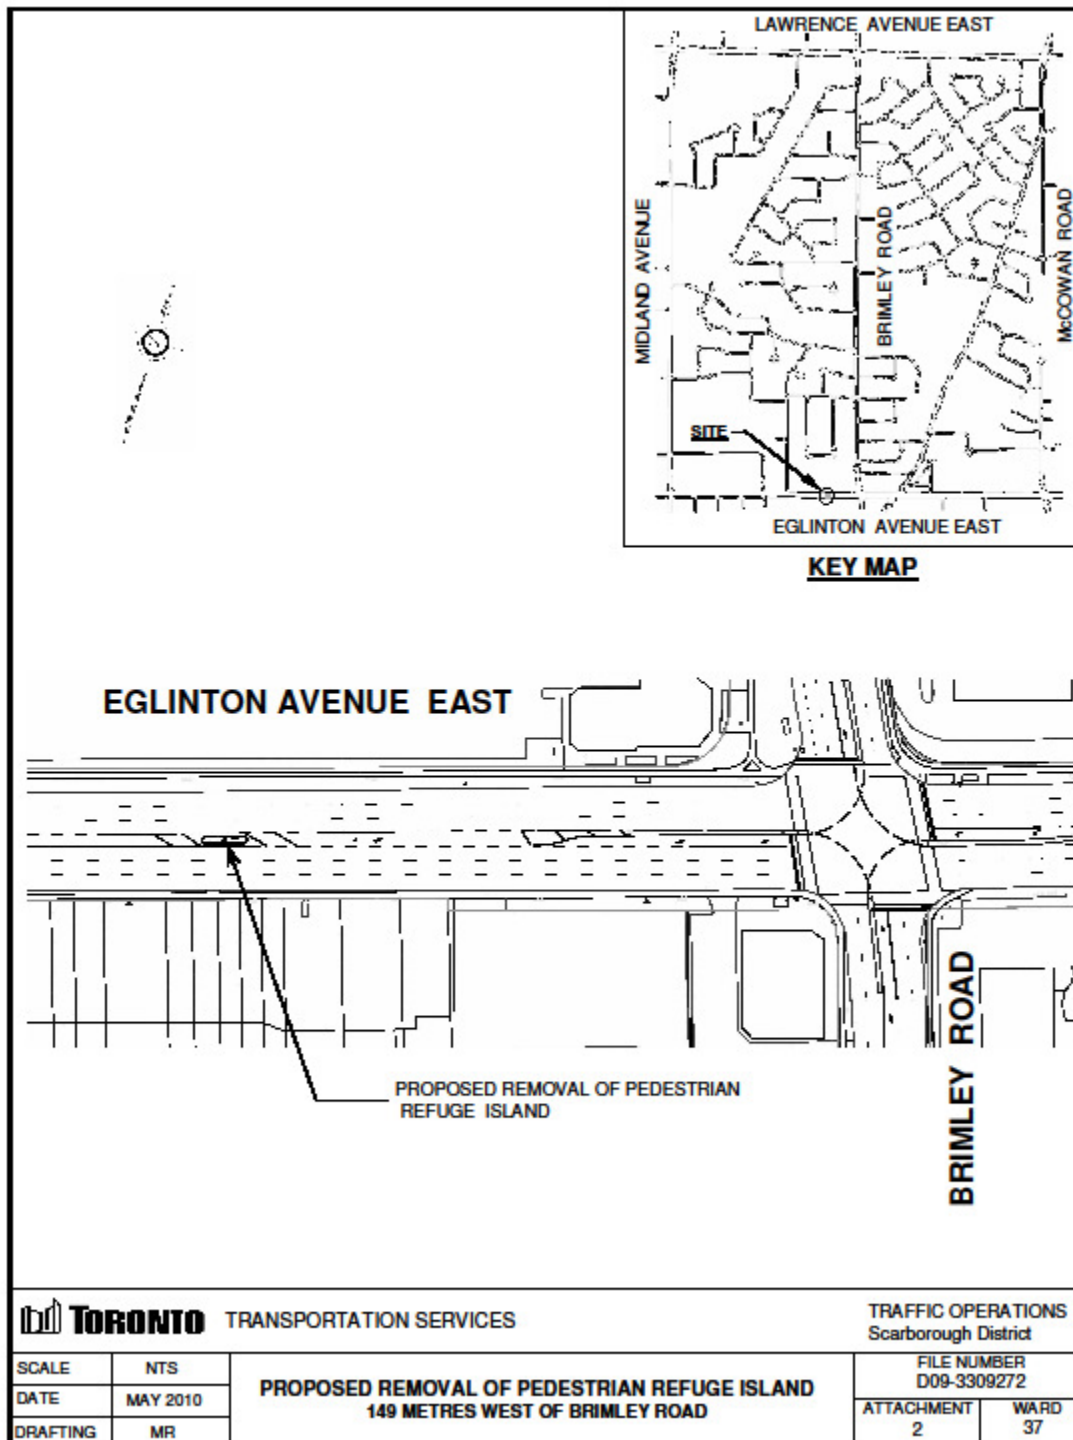 LAWRENCE AVENUE EAST
MIDLAND AVENUE
BRIMLEY ROAD
McCOWAN ROAD
SITE
EGLINTON AVENUE EAST
KEY MAP
EGLINTON AVENUE EAST
BRIMLEY ROAD
PROPOSED REMOVAL OF PEDESTRIAN
REFUGE ISLAND
TORONTO TRANSPORTATION SERVICES
TRAFFIC OPERATIONS
Scarborough District
SCALE NTS
DATE MAY 2010
DRAFTING MR
PROPOSED REMOVAL OF PEDESTRIAN REFUGE ISLAND
149 METRES WEST OF BRIMLEY ROAD
FILE NUMBER
D09-3309272
ATTACHMENT WARD
2 37